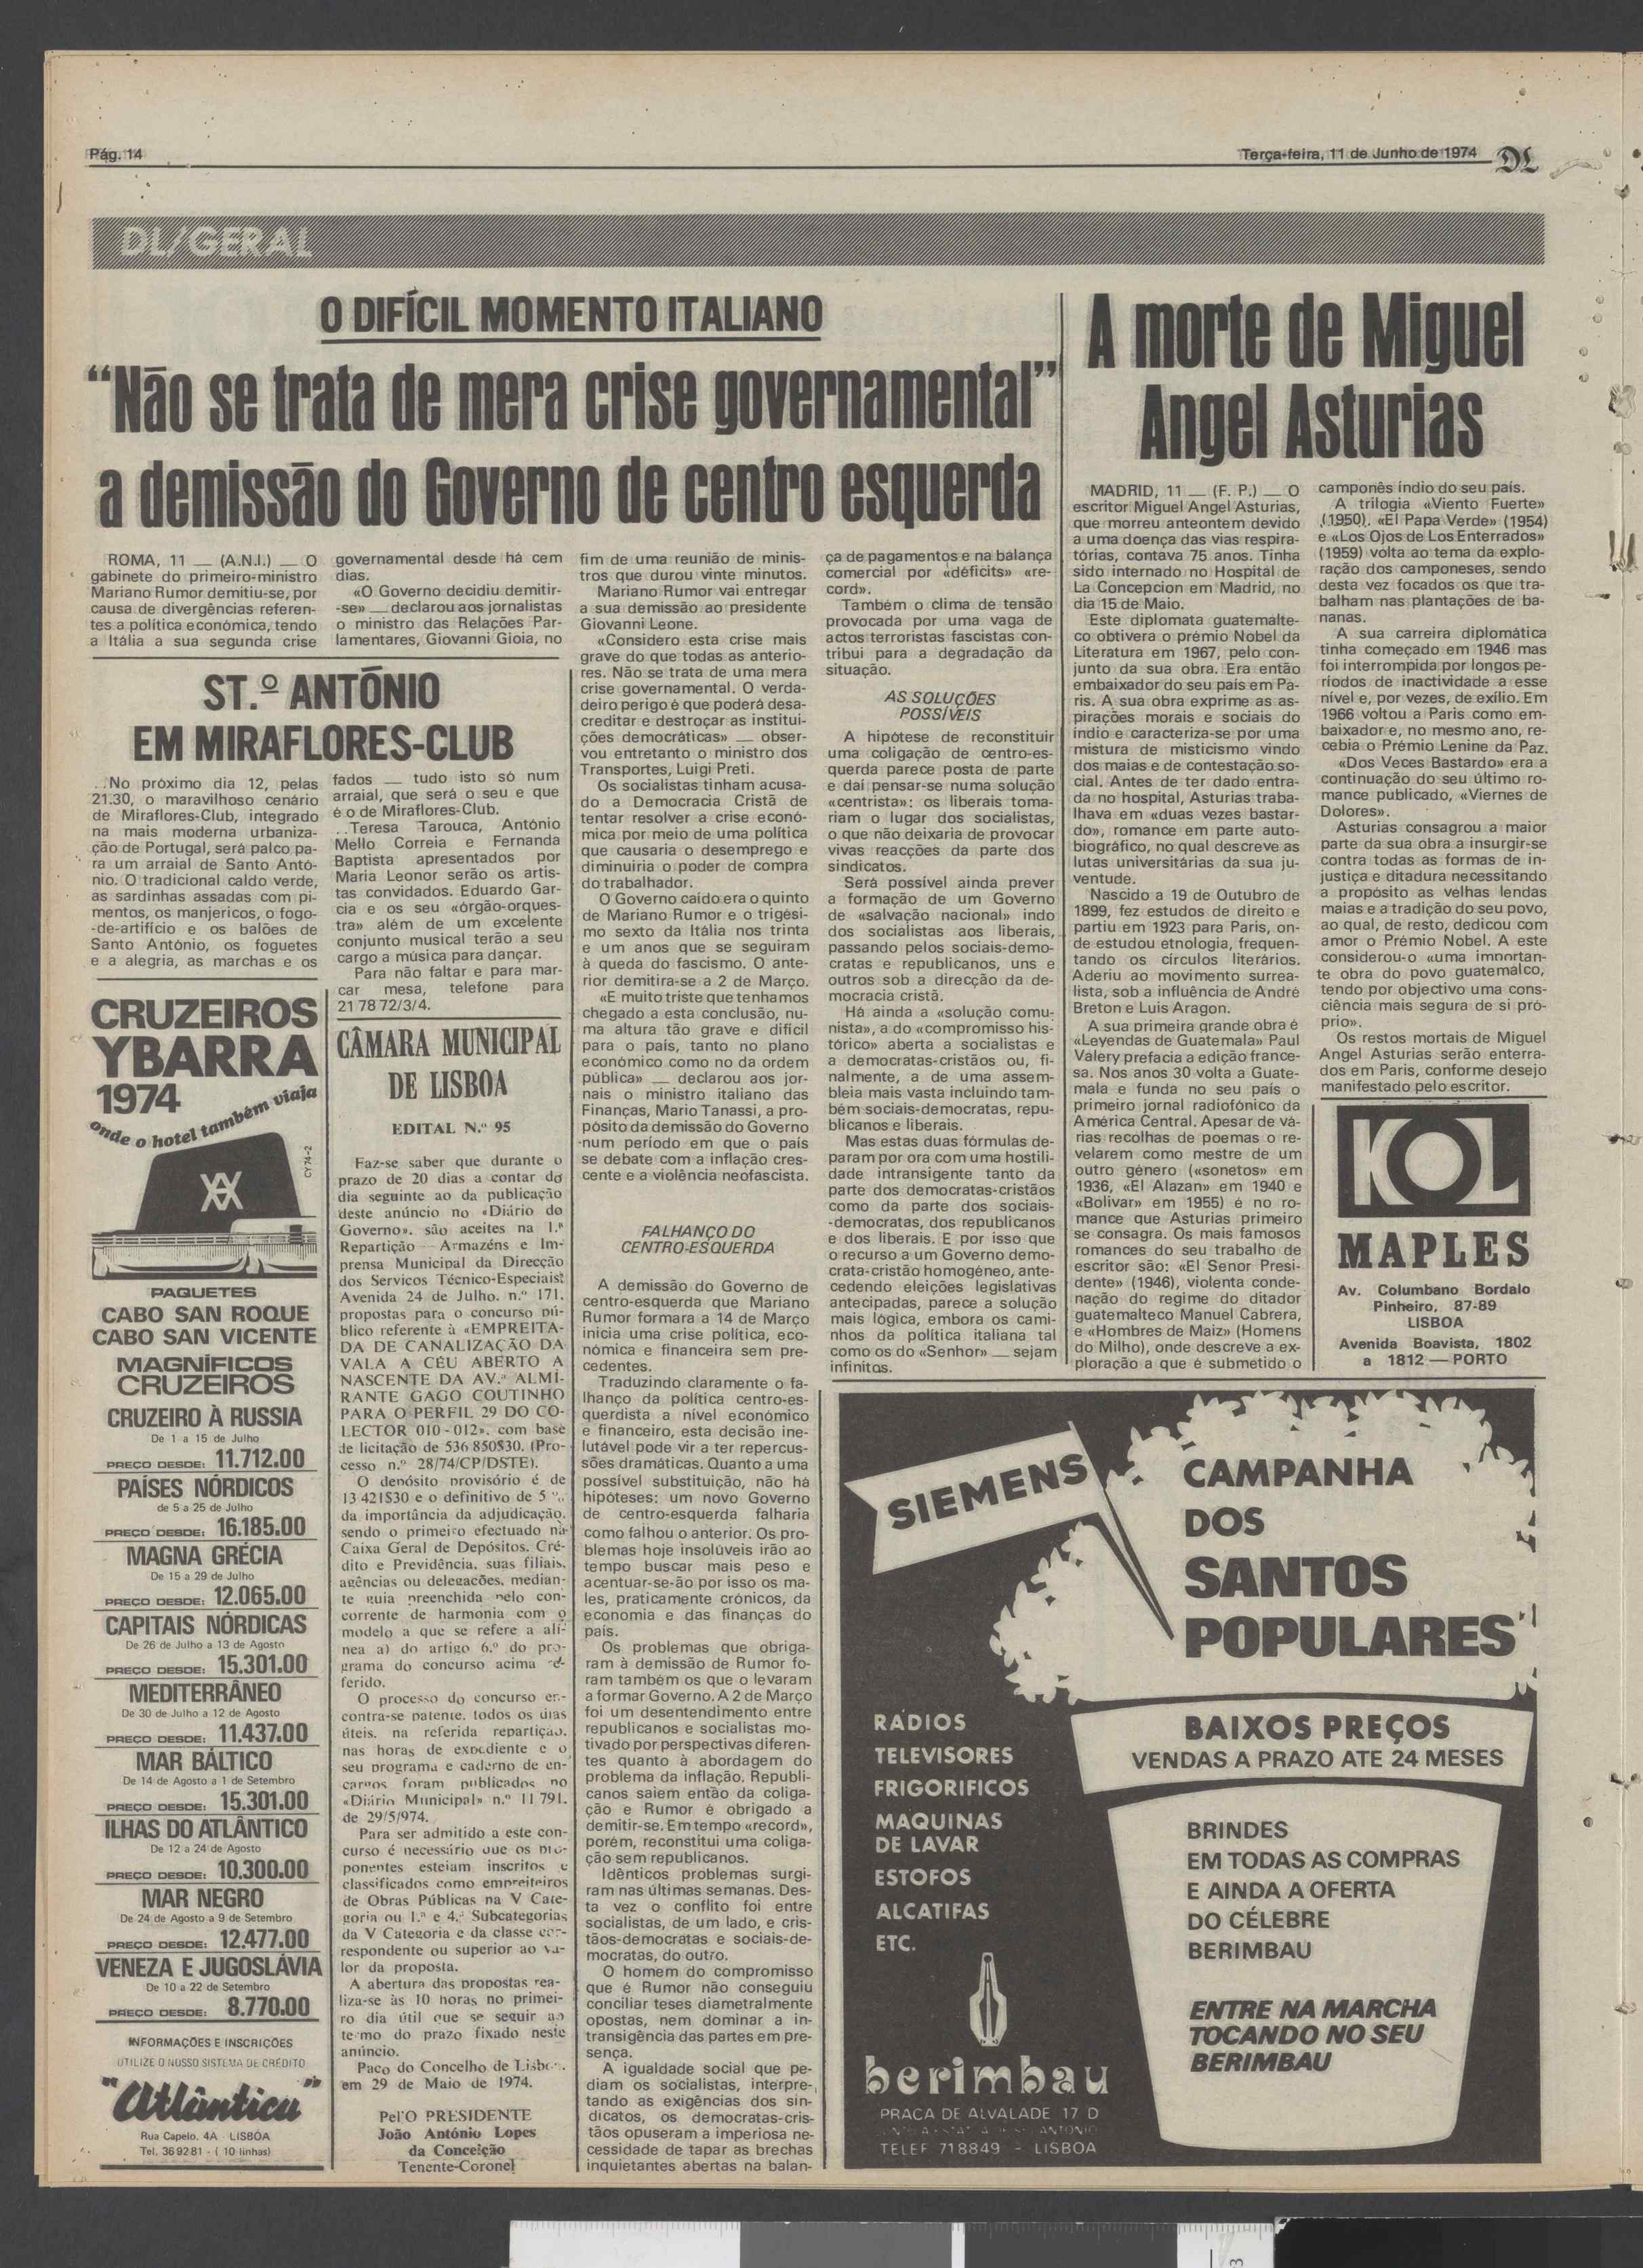 Pág. 14
Terça-feira, 11 de Junho de 1974
DL
DL/GERAL
O DIFÍCIL MOMENTO ITALIANO
“Não se trata de mera crise governamental”
a demissão do Governo de centro esquerda
ROMA, 11 — (A.N.I.) — O
gabinete do primeiro-ministro
Mariano Rumor demitiu-se, por
causa de divergências referen-
tes a política económica, tendo
a Itália a sua segunda crise
governamental desde há cem
dias.
«O Governo decidiu demitir-
-se» — declarou aos jornalistas
o ministro das Relações Par-
lamentares, Giovanni Gioia, no
fim de uma reunião de minis-
tros que durou vinte minutos.
Mariano Rumor vai entregar
a sua demissão ao presidente
Giovanni Leone.
«Considero esta crise mais
grave do que todas as anterio-
res. Não se trata de uma mera
crise governamental. O verda-
deiro perigo é que poderá desa-
creditar e destroçar as institui-
ções democráticas» — obser-
vou entretanto o ministro dos
Transportes, Luigi Preti.
Os socialistas tinham acusa-
do a Democracia Cristã de
tentar resolver a crise econó-
mica por meio de uma política
que causaria o desemprego e
diminuiria o poder de compra
do trabalhador.
O Governo caído era o quinto
de Mariano Rumor e o trigési-
mo sexto da Itália nos trinta
e um anos que se seguiram
à queda do fascismo. O ante-
rior demitira-se a 2 de Março.
«E muito triste que tenhamos
chegado a esta conclusão, nu-
ma altura tão grave e difícil
para o país, tanto no plano
económico como no da ordem
pública» — declarou aos jor-
nais o ministro italiano das
Finanças, Mario Tanassi, a pro-
pósito da demissão do Governo
num período em que o país
se debate com a inflação cres-
cente e a violência neofascista.
FALHANÇO DO
CENTRO-ESQUERDA
A demissão do Governo de
centro-esquerda que Mariano
Rumor formara a 14 de Março
inicia uma crise política, eco-
nómica e financeira sem pre-
cedentes.
Traduzindo claramente o fa-
lhanço da política centro-es-
querdista a nível económico
e financeiro, esta decisão ine-
lutável pode vir a ter repercus-
sões dramáticas. Quanto a uma
possível substituição, não há
hipóteses: um novo Governo
de centro-esquerda falharia
como falhou o anterior. Os pro-
blemas hoje insolúveis irão ao
tempo buscar mais peso e
acentuar-se-ão por isso os ma-
les, praticamente crónicos, da
economia e das finanças do
país.
Os problemas que obriga-
ram à demissão de Rumor fo-
ram também os que o levaram
a formar Governo. A 2 de Março
foi um desentendimento entre
republicanos e socialistas mo-
tivado por perspectivas diferen-
tes quanto à abordagem do
problema da inflação. Republi-
canos saiem então da coliga-
ção e Rumor é obrigado a
demitir-se. Em tempo «record»,
porém, reconstitui uma coliga-
ção sem republicanos.
Idênticos problemas surgi-
ram nas últimas semanas. Des-
ta vez o conflito foi entre
socialistas, de um lado, e cris-
tãos-democratas e sociais-de-
mocratas, do outro.
O homem do compromisso
que é Rumor não conseguiu
conciliar teses diametralmente
opostas, nem dominar a in-
transigência das partes em pre-
sença.
A igualdade social que pe-
diam os socialistas, interpre-
tando as exigências dos sin-
dicatos, os democratas-cris-
tãos opuseram a imperiosa ne-
cessidade de tapar as brechas
inquietantes abertas na balan-
ça de pagamentos e na balança
comercial por «déficits» «re-
cord».
Também o clima de tensão
provocada por uma vaga de
actos terroristas fascistas con-
tribui para a degradação da
situação.
AS SOLUÇÕES
POSSÍVEIS
A hipótese de reconstituir
uma coligação de centro-es-
querda parece posta de parte
e daí pensar-se numa solução
«centrista»: os liberais toma-
riam o lugar dos socialistas,
o que não deixaria de provocar
vivas reacções da parte dos
sindicatos.
Será possível ainda prever
a formação de um Governo
de «salvação nacional» indo
dos socialistas aos liberais,
passando pelos sociais-demo-
cratas e republicanos, uns e
outros sob a direcção da de-
mocracia cristã.
Há ainda a «solução comu-
nista», a do «compromisso his-
tórico» aberta a socialistas e
a democratas-cristãos ou, fi-
nalmente, a de uma assem-
bleia mais vasta incluindo tam-
bém sociais-democratas, repu-
blicanos e liberais.
Mas estas duas fórmulas de-
param por ora com uma hostili-
dade intransigente tanto da
parte dos democratas-cristãos
como da parte dos sociais-
-democratas, dos republicanos
e dos liberais. E por isso que
o recurso a um Governo demo-
crata-cristão homogéneo, ante-
cedendo eleições legislativas
antecipadas, parece a solução
mais lógica, embora os cami-
nhos da política italiana tal
como os do «Senhor» — sejam
infinitos.
A morte de Miguel
Angel Asturias
MADRID, 11 — (F. P.) — O
escritor Miguel Angel Asturias,
que morreu anteontem devido
a uma doença das vias respira-
tórias, contava 75 anos. Tinha
sido internado no Hospital de
La Concepcion em Madrid, no
dia 15 de Maio.
Este diplomata guatemalte-
co obtivera o prémio Nobel da
Literatura em 1967, pelo con-
junto da sua obra. Era então
embaixador do seu país em Pa-
ris. A sua obra exprime as as-
pirações morais e sociais do
índio e caracteriza-se por uma
mistura de misticismo vindo
dos maias e de contestação so-
cial. Antes de ter dado entra-
da no hospital, Asturias traba-
lhava em «duas vezes bastar-
do», romance em parte auto-
biográfico, no qual descreve as
lutas universitárias da sua ju-
ventude.
Nascido a 19 de Outubro de
1899, fez estudos de direito e
partiu em 1923 para Paris, on-
de estudou etnologia, frequen-
tando os círculos literários.
Aderiu ao movimento surrea-
lista, sob a influência de André
Breton e Luis Aragon.
A sua primeira grande obra é
«Leyendas de Guatemala» Paul
Valery prefacia a edição france-
sa. Nos anos 30 volta a Guate-
mala e funda no seu país o
primeiro jornal radiofónico da
América Central. Apesar de vá-
rias recolhas de poemas o re-
velarem como mestre de um
outro género («sonetos» em
1936, «El Alazan» em 1940 e
«Bolivar» em 1955) é no ro-
mance que Asturias primeiro
se consagra. Os mais famosos
romances do seu trabalho de
escritor são: «El Senor Presi-
dente» (1946), violenta conde-
nação do regime do ditador
guatemalteco Manuel Cabrera,
e «Hombres de Maiz» (Homens
do Milho), onde descreve a ex-
ploração a que é submetido o
camponês índio do seu país.
A trilogia «Viento Fuerte»
(1950), «El Papa Verde» (1954)
e «Los Ojos de Los Enterrados»
(1959) volta ao tema da explo-
ração dos camponeses, sendo
desta vez focados os que tra-
balham nas plantações de ba-
nanas.
A sua carreira diplomática
tinha começado em 1946 mas
foi interrompida por longos pe-
ríodos de inactividade a esse
nível e, por vezes, de exílio. Em
1966 voltou a Paris como em-
baixador e, no mesmo ano, re-
cebia o Prémio Lenine da Paz.
«Dos Veces Bastardo» era a
continuação do seu último ro-
mance publicado, «Viernes de
Dolores».
Asturias consagrou a maior
parte da sua obra a insurgir-se
contra todas as formas de in-
justiça e ditadura necessitando
a propósito as velhas lendas
maias e a tradição do seu povo,
ao qual, de resto, dedicou com
amor o Prémio Nobel. A este
considerou-o «uma importan-
te obra do povo guatemalco,
tendo por objectivo uma cons-
ciência mais segura de si pró-
prio».
Os restos mortais de Miguel
Angel Asturias serão enterra-
dos em Paris, conforme desejo
manifestado pelo escritor.
ST.º ANTÓNIO
EM MIRAFLORES-CLUB
..No próximo dia 12, pelas
21.30, o maravilhoso cenário
de Miraflores-Club, integrado
na mais moderna urbaniza-
ção de Portugal, será palco pa-
ra um arraial de Santo Antó-
nio. O tradicional caldo verde,
as sardinhas assadas com pi-
mentos, os manjericos, o fogo-
-de-artifício e os balões de
Santo António, os foguetes
e a alegria, as marchas e os
fados — tudo isto só num
arraial, que será o seu e que
é o de Miraflores-Club.
..Teresa Tarouca, António
Mello Correia e Fernanda
Baptista apresentados por
Maria Leonor serão os artis-
tas convidados. Eduardo Gar-
cia e os seu «órgão-orques-
tra» além de um excelente
conjunto musical terão a seu
cargo a música para dançar.
Para não faltar e para mar-
car mesa, telefone para
21 78 72/3/4.
CRUZEIROS
YBARRA
1974
onde o hotel também viaja
CY74-2
PAQUETES
CABO SAN ROQUE
CABO SAN VICENTE
MAGNÍFICOS
CRUZEIROS
CRUZEIRO À RUSSIA
De 1 a 15 de Julho
PREÇO DESDE: 11.712.00
PAÍSES NÓRDICOS
de 5 a 25 de Julho
PREÇO DESDE: 16.185.00
MAGNA GRÉCIA
De 15 a 29 de Julho
PREÇO DESDE: 12.065.00
CAPITAIS NÓRDICAS
De 26 de Julho a 13 de Agosto
PREÇO DESDE: 15.301.00
MEDITERRÂNEO
De 30 de Julho a 12 de Agosto
PREÇO DESDE: 11.437.00
MAR BÁLTICO
De 14 de Agosto a 1 de Setembro
PREÇO DESDE: 15.301.00
ILHAS DO ATLÂNTICO
De 12 a 24 de Agosto
PREÇO DESDE: 10.300.00
MAR NEGRO
De 24 de Agosto a 9 de Setembro
PREÇO DESDE: 12.477.00
VENEZA E JUGOSLÁVIA
De 10 a 22 de Setembro
PREÇO DESDE: 8.770.00
INFORMAÇÕES E INSCRIÇÕES
UTILIZE O NOSSO SISTEMA DE CRÉDITO
"Atlântica"
Rua Capelo, 4A - LISBOA
Tel. 36 92 81 - ( 10 linhas)
CÂMARA MUNICIPAL
DE LISBOA
EDITAL N.º 95
Faz-se saber que durante o
prazo de 20 dias a contar do
dia seguinte ao da publicação
deste anúncio no «Diário do
Governo», são aceites na 1.ª
Repartição — Armazéns e Im-
prensa Municipal da Direcção
dos Serviços Técnico-Especiais
Avenida 24 de Julho, n.º 171,
propostas para o concurso pú-
blico referente à «EMPREITA-
DA DE CANALIZAÇÃO DA
VALA A CÉU ABERTO A
NASCENTE DA AV.ª ALMI-
RANTE GAGO COUTINHO
PARA O PERFIL 29 DO CO-
LECTOR 010-012», com base
de licitação de 536 850$30. (Pro-
cesso n.º 28/74/CP/DSTE).
O depósito provisório é de
13 421$30 e o definitivo de 5 %
da importância da adjudicação,
sendo o primeiro efectuado na
Caixa Geral de Depósitos, Cré-
dito e Previdência, suas filiais,
agências ou delegações, median-
te guia preenchida pelo con-
corrente de harmonia com o
modelo a que se refere a alí-
nea a) do artigo 6.º do pro-
grama do concurso acima re-
ferido.
O processo do concurso en-
contra-se patente, todos os dias
úteis, na referida repartição,
nas horas de expediente e o
seu programa e caderno de en-
cargos foram publicados no
«Diário Municipal» n.º 11 791,
de 29/5/974.
Para ser admitido a este con-
curso é necessário que os pro-
ponentes estejam inscritos e
classificados como empreiteiros
de Obras Públicas na V Cate-
goria ou 1.ª e 4.ª Subcategorias
da V Categoria e da classe cor-
respondente ou superior ao va-
lor da proposta.
A abertura das propostas rea-
liza-se às 10 horas no primei-
ro dia útil que se seguir ao
termo do prazo fixado neste
anúncio.
Paço do Concelho de Lisboa,
em 29 de Maio de 1974.
Pel'O PRESIDENTE
João António Lopes
da Conceição
Tenente-Coronel
KOL
MAPLES
Av. Columbano Bordalo
Pinheiro, 87-89
LISBOA
Avenida Boavista, 1802
a 1812 — PORTO
SIEMENS
CAMPANHA
DOS
SANTOS
POPULARES
BAIXOS PREÇOS
VENDAS A PRAZO ATE 24 MESES
RADIOS
TELEVISORES
FRIGORIFICOS
MAQUINAS
DE LAVAR
ESTOFOS
ALCATIFAS
ETC.
BRINDES
EM TODAS AS COMPRAS
E AINDA A OFERTA
DO CÉLEBRE
BERIMBAU
ENTRE NA MARCHA
TOCANDO NO SEU
BERIMBAU
berimbau
PRACA DE ALVALADE 17 D
TELEF 718849 - LISBOA